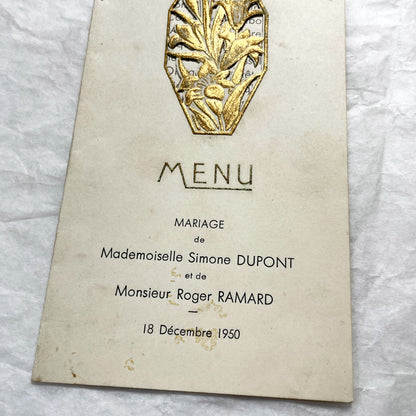 MENU
MARIAGE
de
Mademoiselle Simone DUPONT
et de
Monsieur Roger RAMARD
18 Décembre 1950